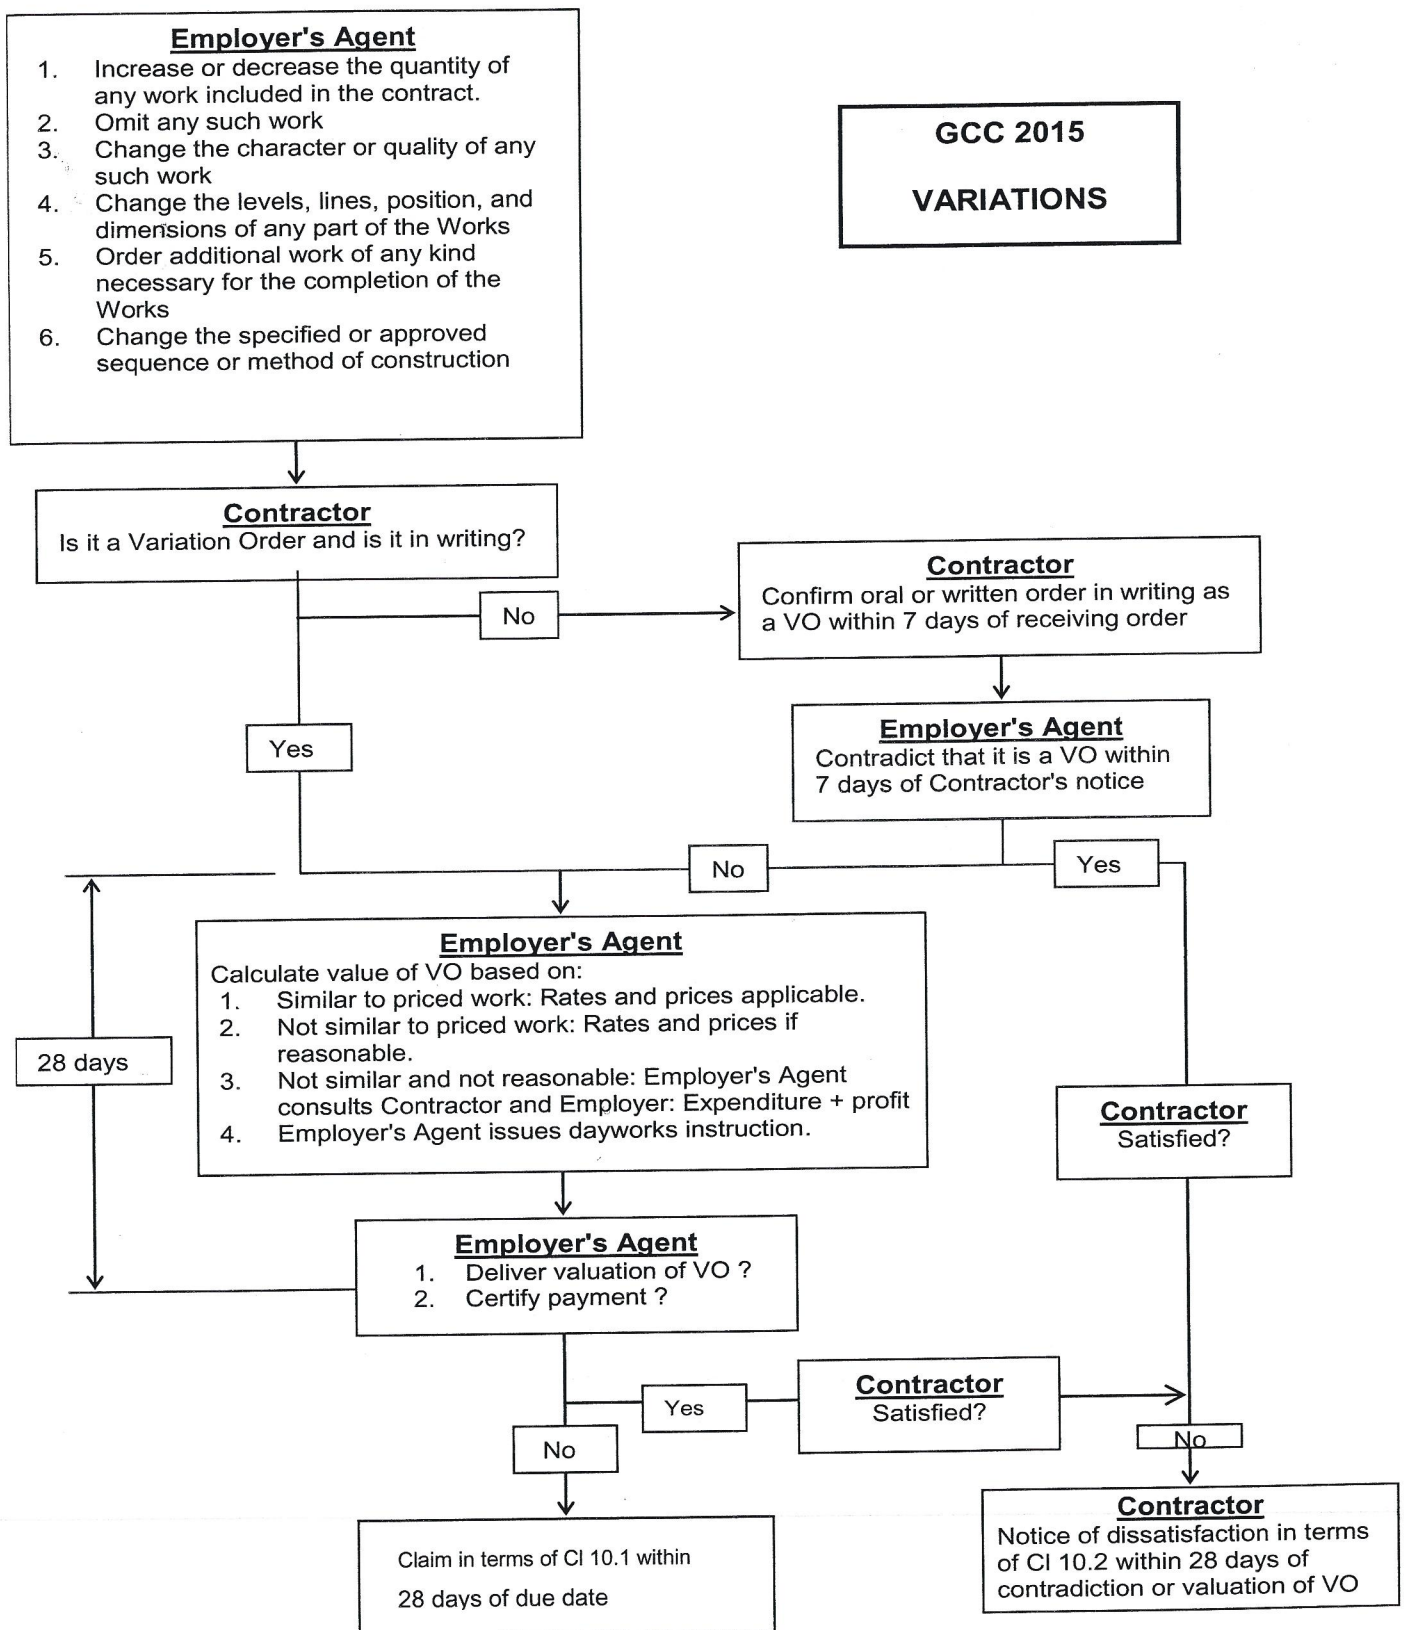 Employer's Agent
1. Increase or decrease the quantity of
any work included in the contract.
2. Omit any such work
3. Change the character or quality of any
such work
4. Change the levels, lines, position, and
dimensions of any part of the Works
5. Order additional work of any kind
necessary for the completion of the
Works
6. Change the specified or approved
sequence or method of construction
GCC 2015
VARIATIONS
Contractor
Is it a Variation Order and is it in writing?
No
Contractor
Confirm oral or written order in writing as
a VO within 7 days of receiving order
Yes
Employer's Agent
Contradict that it is a VO within
7 days of Contractor's notice
No
Yes
Employer's Agent
Calculate value of VO based on:
1. Similar to priced work: Rates and prices applicable.
2. Not similar to priced work: Rates and prices if
reasonable.
3. Not similar and not reasonable: Employer's Agent
consults Contractor and Employer: Expenditure + profit
4. Employer's Agent issues dayworks instruction.
28 days
Contractor
Satisfied?
Employer's Agent
1. Deliver valuation of VO ?
2. Certify payment ?
Yes
Contractor
Satisfied?
No
No
Claim in terms of Cl 10.1 within
28 days of due date
Contractor
Notice of dissatisfaction in terms
of Cl 10.2 within 28 days of
contradiction or valuation of VO